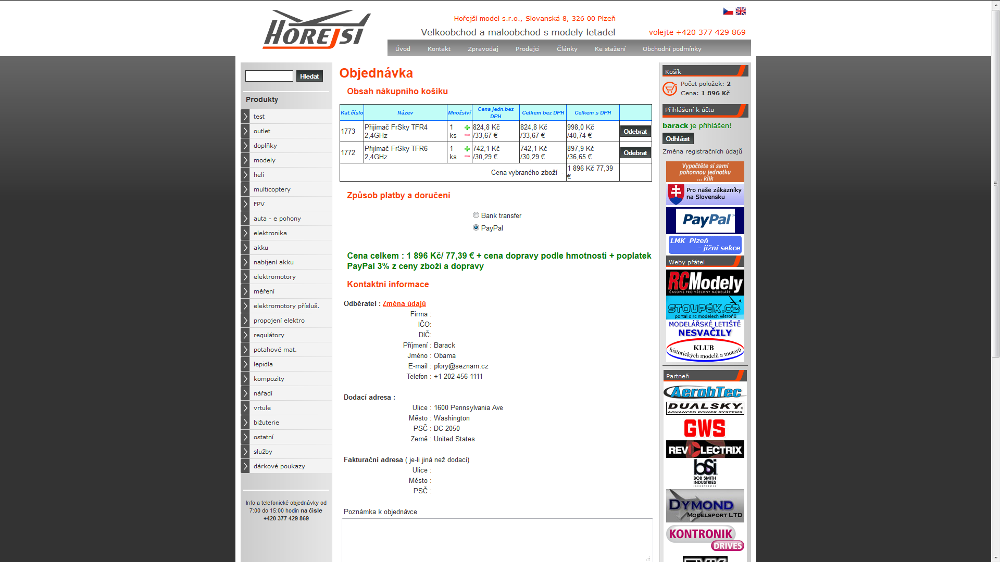 HOŘEJŠÍ
Hořejší model s.r.o., Slovanská 8, 326 00 Plzeň
Velkoobchod a maloobchod s modely letadel
volejte +420 377 429 869
Úvod
Kontakt
Zpravodaj
Prodejci
Články
Ke stažení
Obchodní podmínky
Hledat
Produkty
test
outlet
doplňky
modely
heli
multicoptery
FPV
auta - e pohony
elektronika
akku
nabíjení akku
elektromotory
měření
elektromotory přísluš.
propojení elektro
regulátory
potahové mat.
lepidla
kompozity
nářadí
vrtule
bižuterie
ostatní
služby
dárkové poukazy
Info a telefonické objednávky od
7:00 do 15:00 hodin na čísle
+420 377 429 869
Objednávka
Obsah nákupního košíku
Kat.číslo Název Množství Cena jedn.bez DPH Celkem bez DPH Celkem s DPH
1773 Přijímač FrSky TFR4 2,4GHz 1 ks 824,8 Kč /33,67 € 824,8 Kč /33,67 € 998,0 Kč /40,74 € Odebrat
1772 Přijímač FrSky TFR6 2,4GHz 1 ks 742,1 Kč /30,29 € 742,1 Kč /30,29 € 897,9 Kč /36,65 € Odebrat
Cena vybraného zboží - 1 896 Kč 77,39 €
Způsob platby a doručení
Bank transfer
PayPal
Cena celkem : 1 896 Kč/ 77,39 € + cena dopravy podle hmotnosti + poplatek
PayPal 3% z ceny zboží a dopravy
Kontaktní informace
Odběratel : Změna údajů
Firma :
IČO:
DIČ:
Příjmení : Barack
Jméno : Obama
E-mail : pfory@seznam.cz
Telefon : +1 202-456-1111
Dodací adresa :
Ulice : 1600 Pennsylvania Ave
Město : Washington
PSČ : DC 2050
Země : United States
Fakturační adresa ( je-li jiná než dodací)
Ulice :
Město :
PSČ :
Poznámka k objednávce
Košík
Počet položek: 2
Cena: 1 896 Kč
Přihlášení k účtu
barack je přihlášen!
Odhlásit
Změna registračních údajů
Vypočtěte si sami
pohonnou jednotku
... klik
Pro naše zákazníky
na Slovensku
PayPal
LMK Plzeň
- jižní sekce
Weby přátel
RCModely
ČASOPIS PRO VŠECHNY MODELÁŘE
STOUPÁK.CZ
portal o rc modelech větroňů
MODELÁŘSKÉ LETIŠTĚ
NESVAČILY
KLUB
historických modelů a motorů
Partneři
AerobTec
DUALSKY
ADVANCED POWER SYSTEMS
GWS
REVOLECTRIX
bSi
BOB SMITH
INDUSTRIES
INCORPORATED
DYMOND
MODELSPORT LTD
KONTRONIK
DRIVES